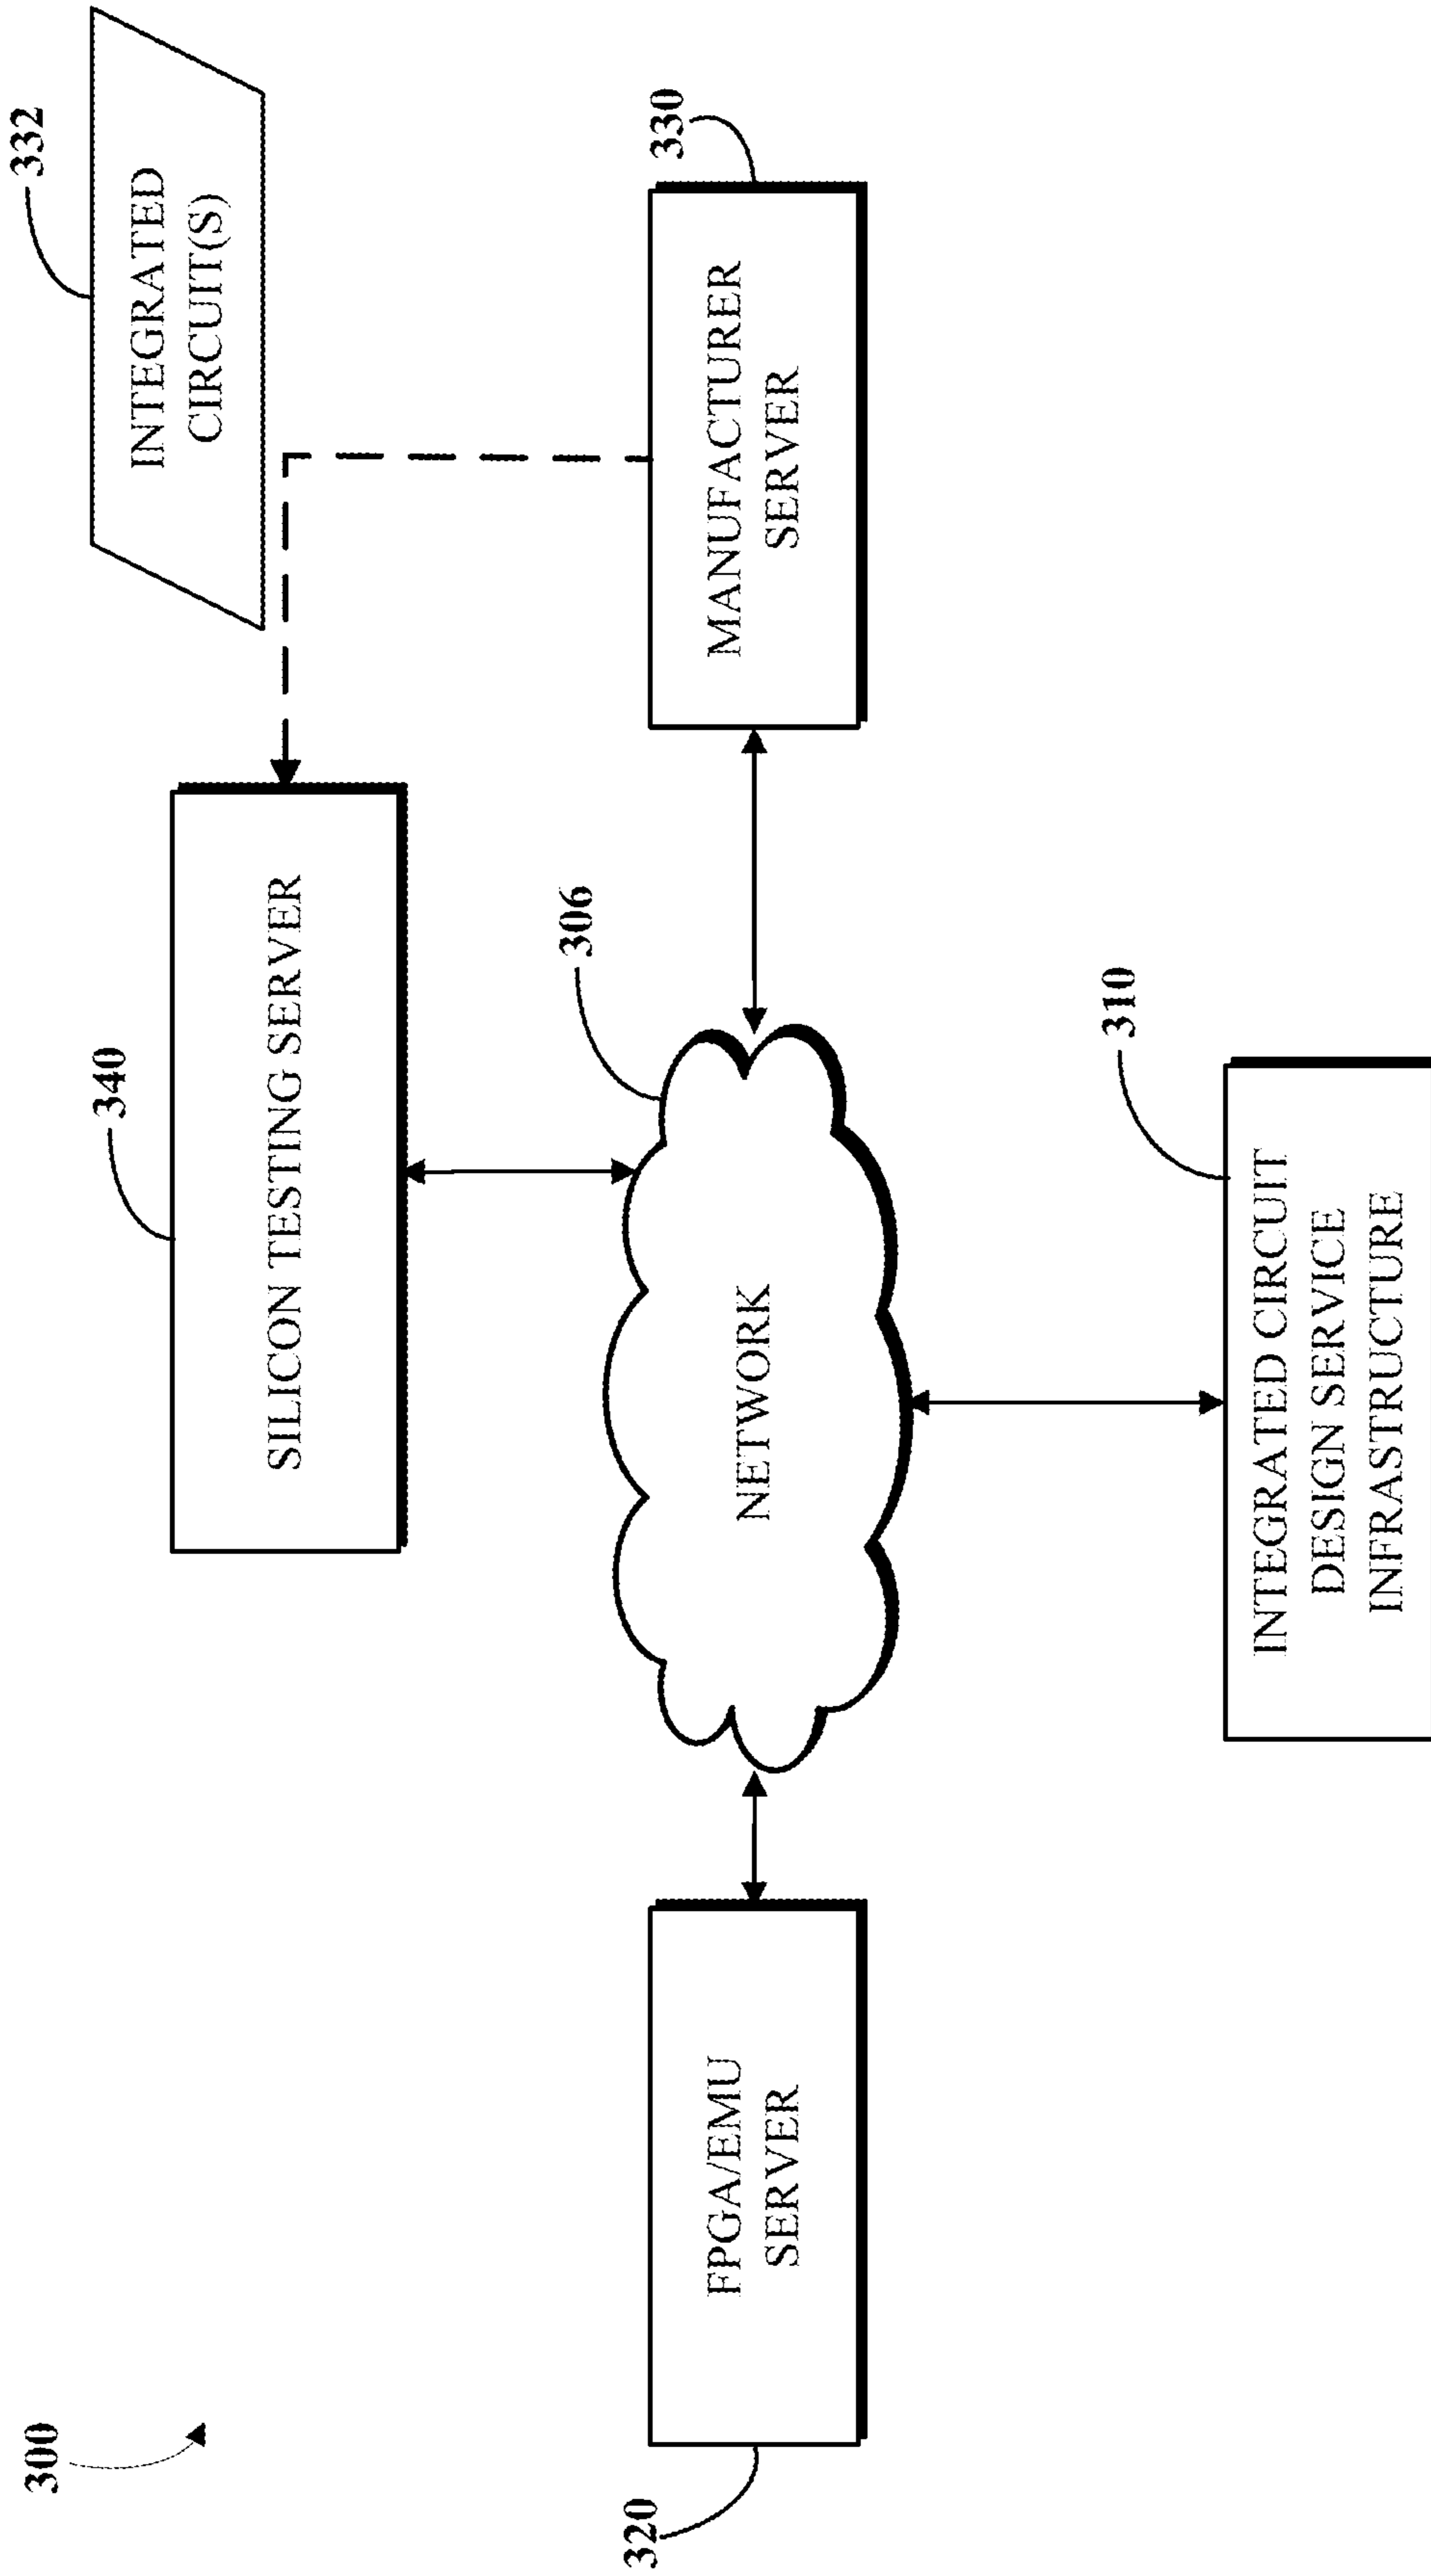 300
332
INTEGRATED
CIRCUIT(S)
340
SILICON TESTING SERVER
306
320
FPGA/EMU
SERVER
NETWORK
330
MANUFACTURER
SERVER
310
INTEGRATED CIRCUIT
DESIGN SERVICE
INFRASTRUCTURE